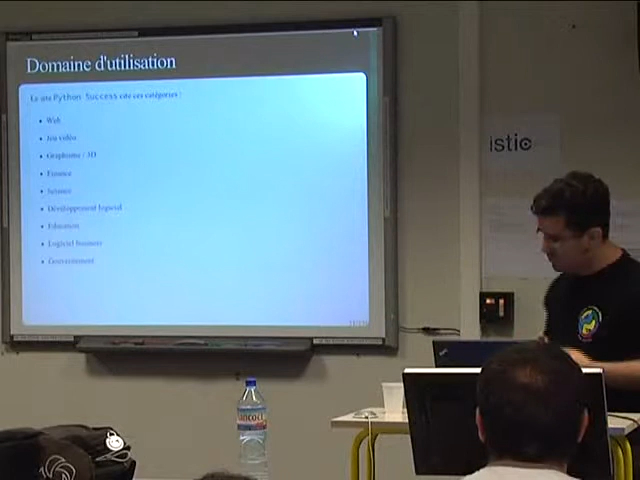 Domaine d'utilisation
Le site Python Success cite ces catégories :
• Web
• Jeu vidéo
• Graphisme / 3D
• Finance
• Science
• Développement logiciel
• Education
• Logiciel business
• Gouvernement
istic